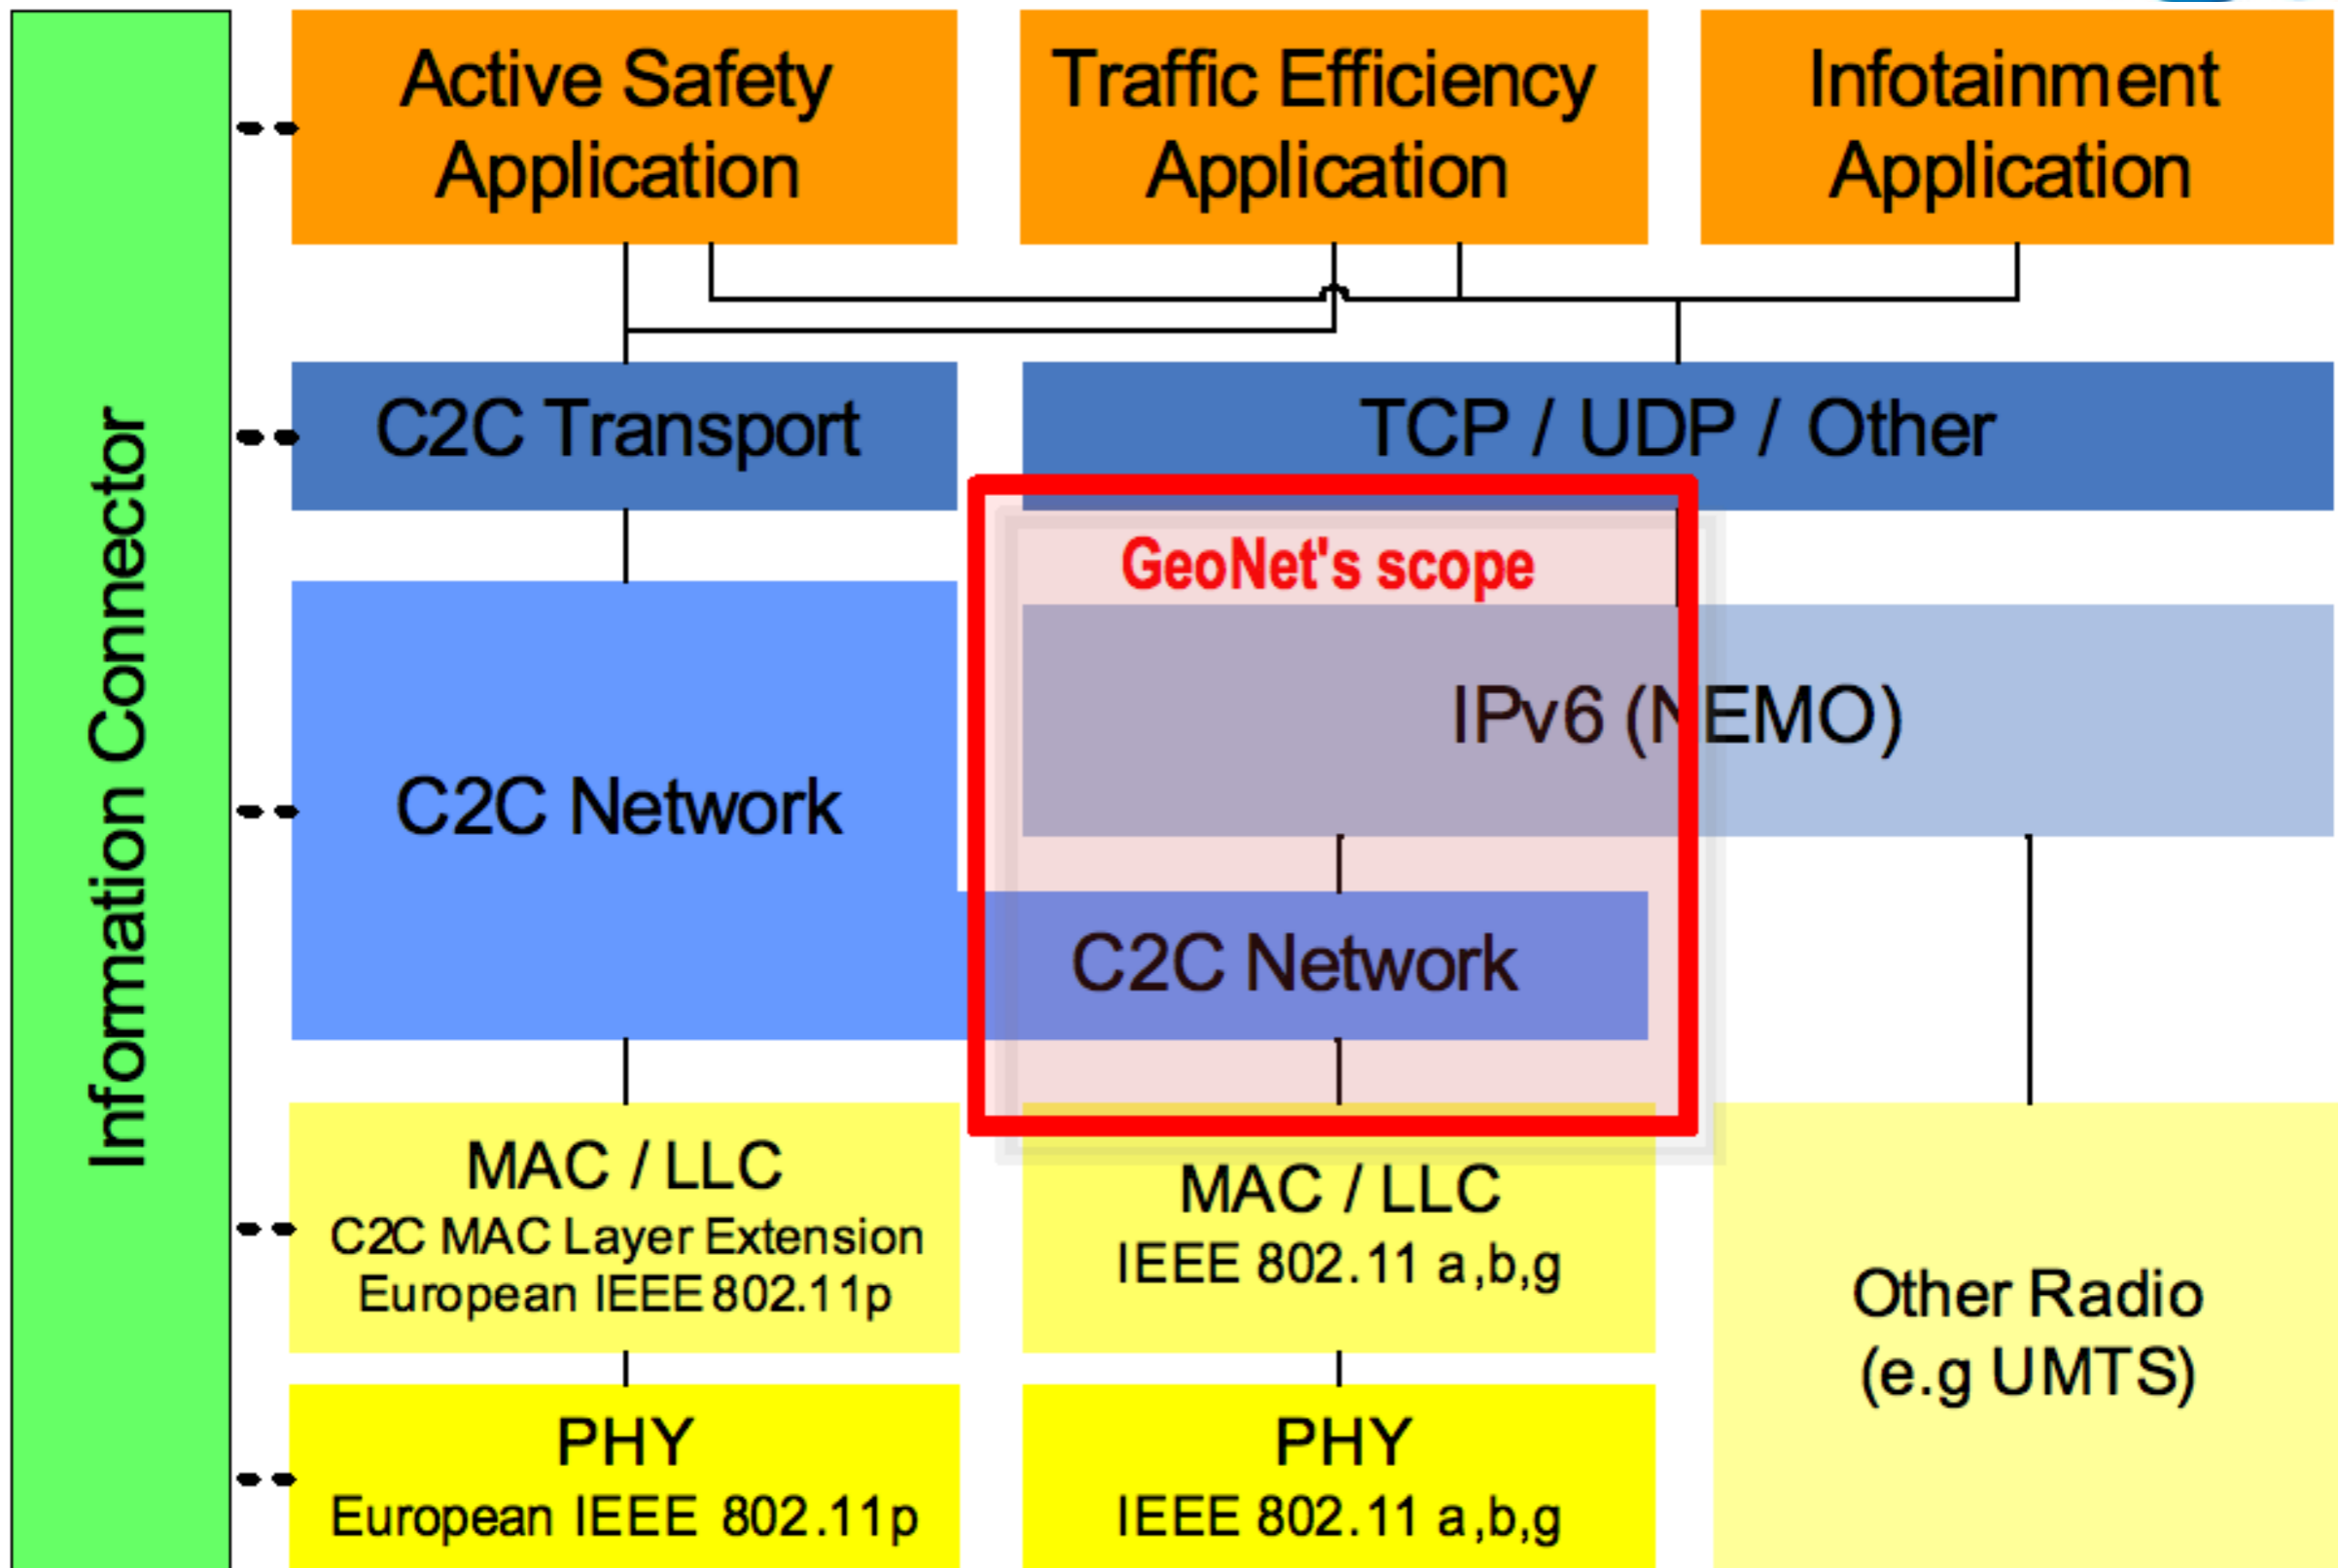 Information Connector
Active Safety
Application
Traffic Efficiency
Application
Infotainment
Application
C2C Transport
TCP / UDP / Other
GeoNet's scope
IPv6 (NEMO)
C2C Network
C2C Network
MAC / LLC
C2C MAC Layer Extension
European IEEE 802.11p
MAC / LLC
IEEE 802.11 a,b,g
Other Radio
(e.g UMTS)
PHY
European IEEE 802.11p
PHY
IEEE 802.11 a,b,g